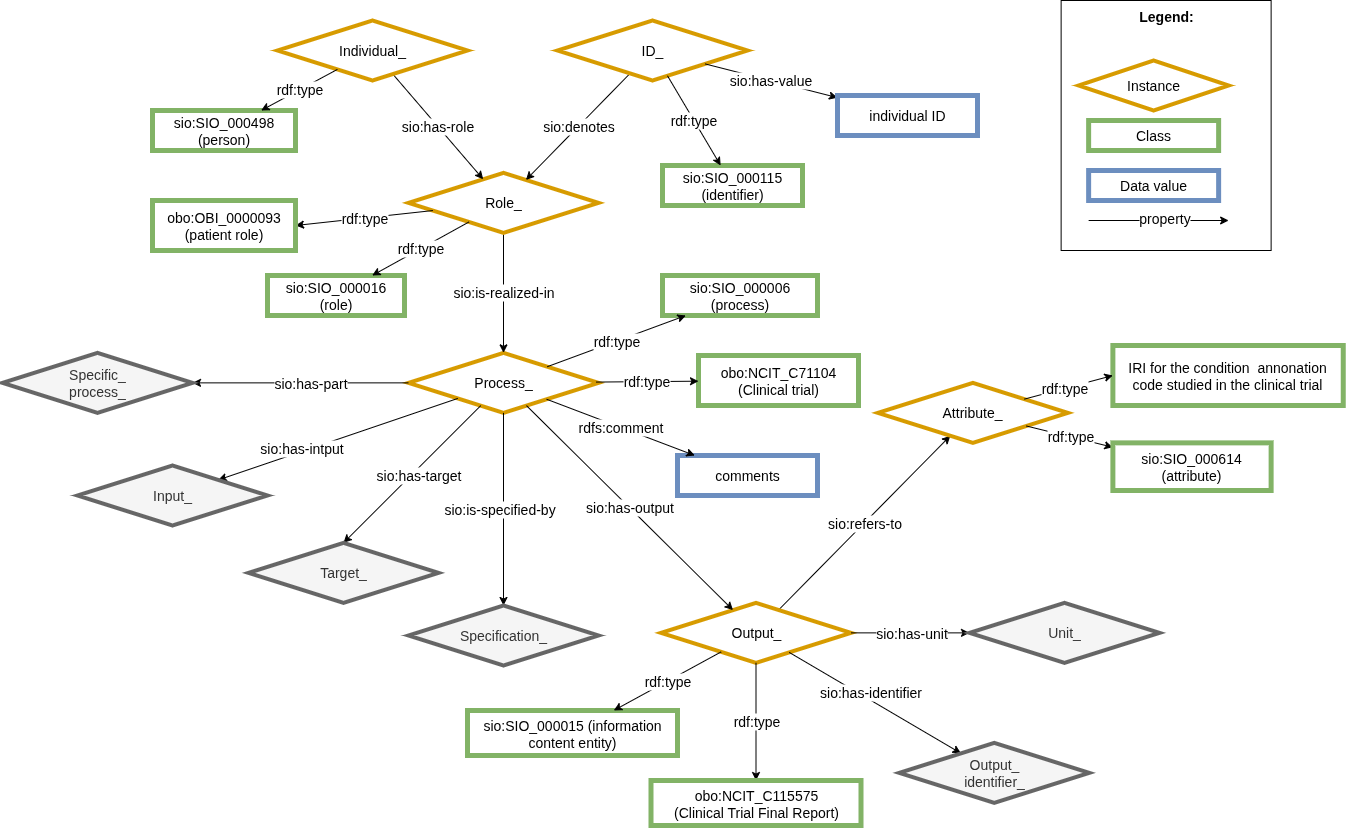 Legend:
Individual_
ID_
rdf:type
sio:has-value
Instance
sio:SIO_000498
(person)
individual ID
sio:has-role
sio:denotes
rdf:type
Class
sio:SIO_000115
(identifier)
Data value
Role_
obo:OBI_0000093
(patient role)
rdf:type
property
rdf:type
sio:SIO_000016
(role)
sio:is-realized-in
sio:SIO_000006
(process)
rdf:type
Specific_
process_
sio:has-part
Process_
rdf:type
obo:NCIT_C71104
(Clinical trial)
IRI for the condition  annonation
code studied in the clinical trial
rdf:type
Attribute_
rdfs:comment
rdf:type
sio:has-intput
sio:SIO_000614
(attribute)
sio:has-target
comments
Input_
sio:is-specified-by
sio:has-output
sio:refers-to
Target_
Specification_
Output_
sio:has-unit
Unit_
rdf:type
sio:has-identifier
rdf:type
sio:SIO_000015 (information
content entity)
Output_
identifier_
obo:NCIT_C115575
(Clinical Trial Final Report)